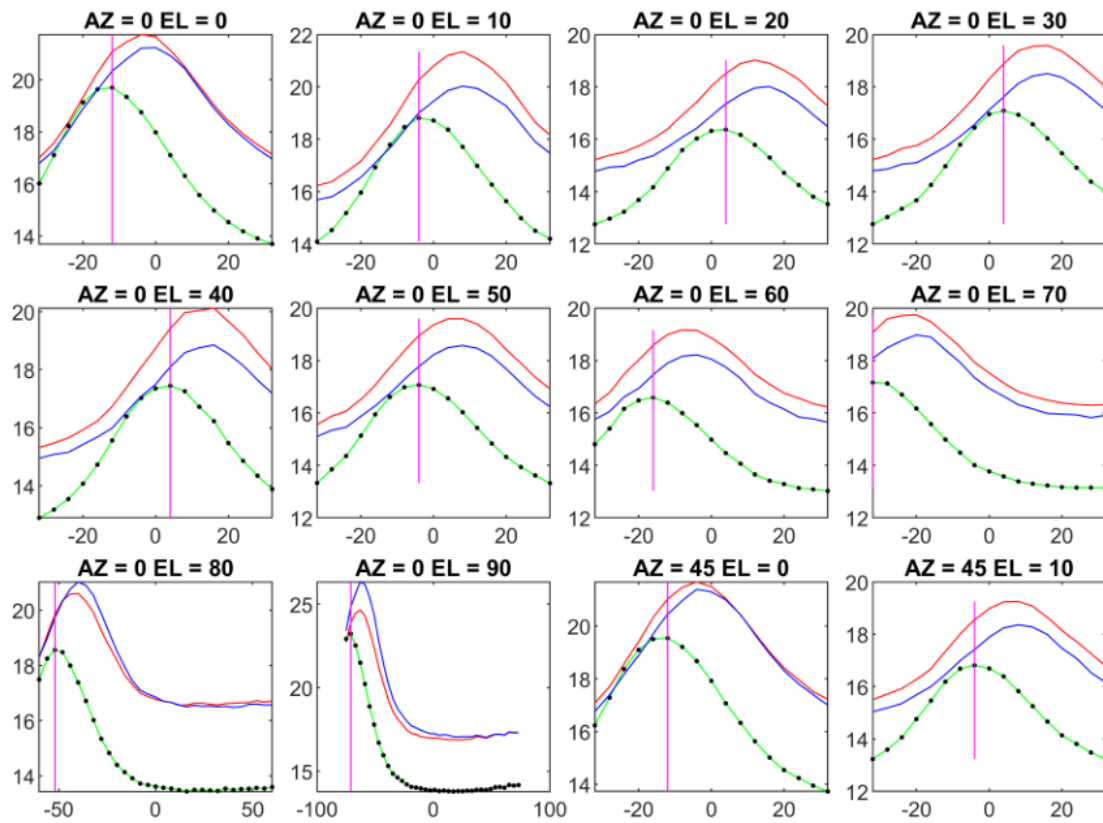 AZ = 0 EL = 0
AZ = 0 EL = 10
AZ = 0 EL = 20
AZ = 0 EL = 30
20
18
16
14
-20 0 20
22
20
18
16
14
-20 0 20
20
18
16
14
12
-20 0 20
20
18
16
14
12
-20 0 20
AZ = 0 EL = 40
AZ = 0 EL = 50
AZ = 0 EL = 60
AZ = 0 EL = 70
20
18
16
14
-20 0 20
20
18
16
14
12
-20 0 20
20
18
16
14
12
-20 0 20
20
18
16
14
12
-20 0 20
AZ = 0 EL = 80
AZ = 0 EL = 90
AZ = 45 EL = 0
AZ = 45 EL = 10
20
18
16
14
-50 0 50
25
20
15
-100 0 100
20
18
16
14
-20 0 20
20
18
16
14
12
-20 0 20